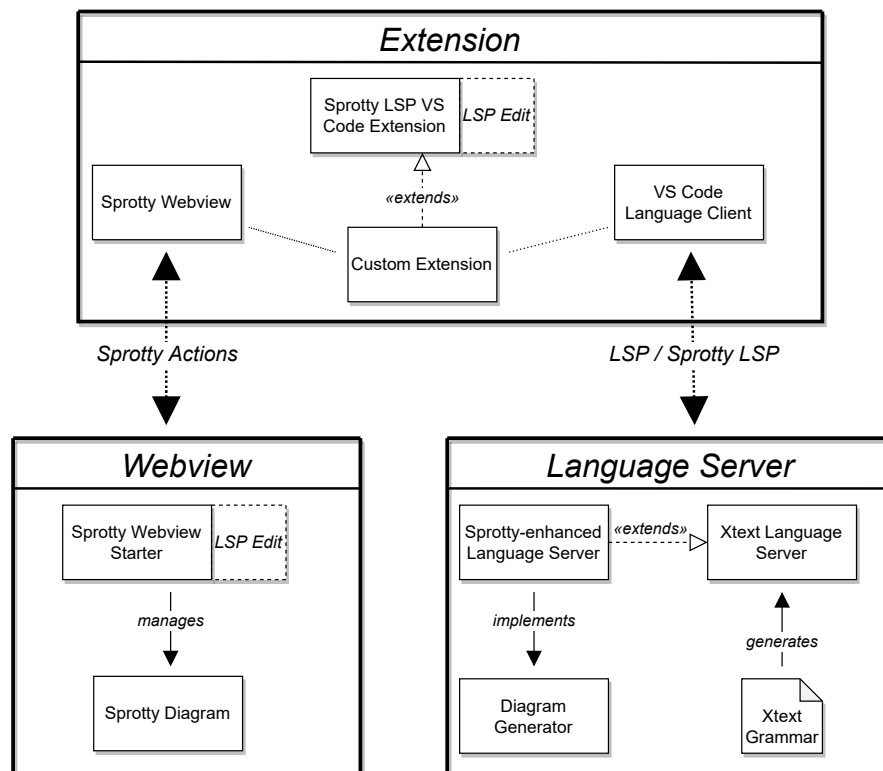 Extension
Sprotty LSP VS
Code Extension
LSP Edit
Sprotty Webview
«extends»
VS Code
Language Client
Custom Extension
Sprotty Actions
LSP / Sprotty LSP
Webview
Sprotty Webview
Starter
LSP Edit
manages
Sprotty Diagram
Language Server
Sprotty-enhanced
Language Server
«extends»
Xtext Language
Server
implements
generates
Diagram
Generator
Xtext
Grammar